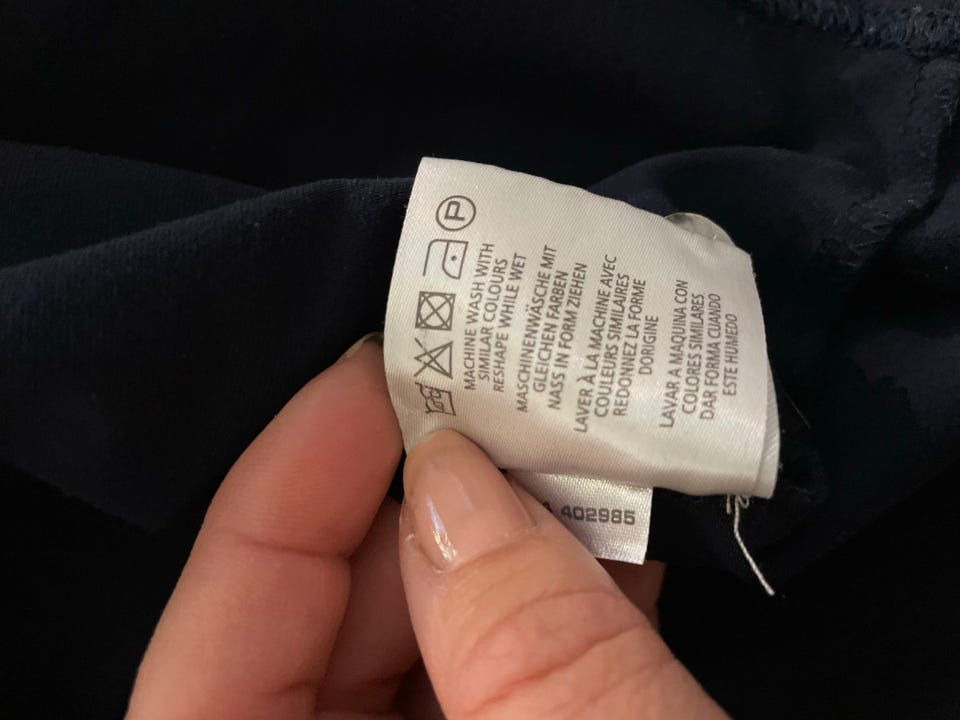 P
MACHINE WASH WITH
SIMILAR COLOURS
RESHAPE WHILE WET
MASCHINENWÄSCHE MIT
GLEICHEN FARBEN
NASS IN FORM ZIEHEN
LAVER À LA MACHINE AVEC
COULEURS SIMILAIRES
REDONNEZ LA FORME
DORIGINE
LAVAR A MAQUINA CON
COLORES SIMILARES
DAR FORMA CUANDO
ESTE HUMEDO
402985